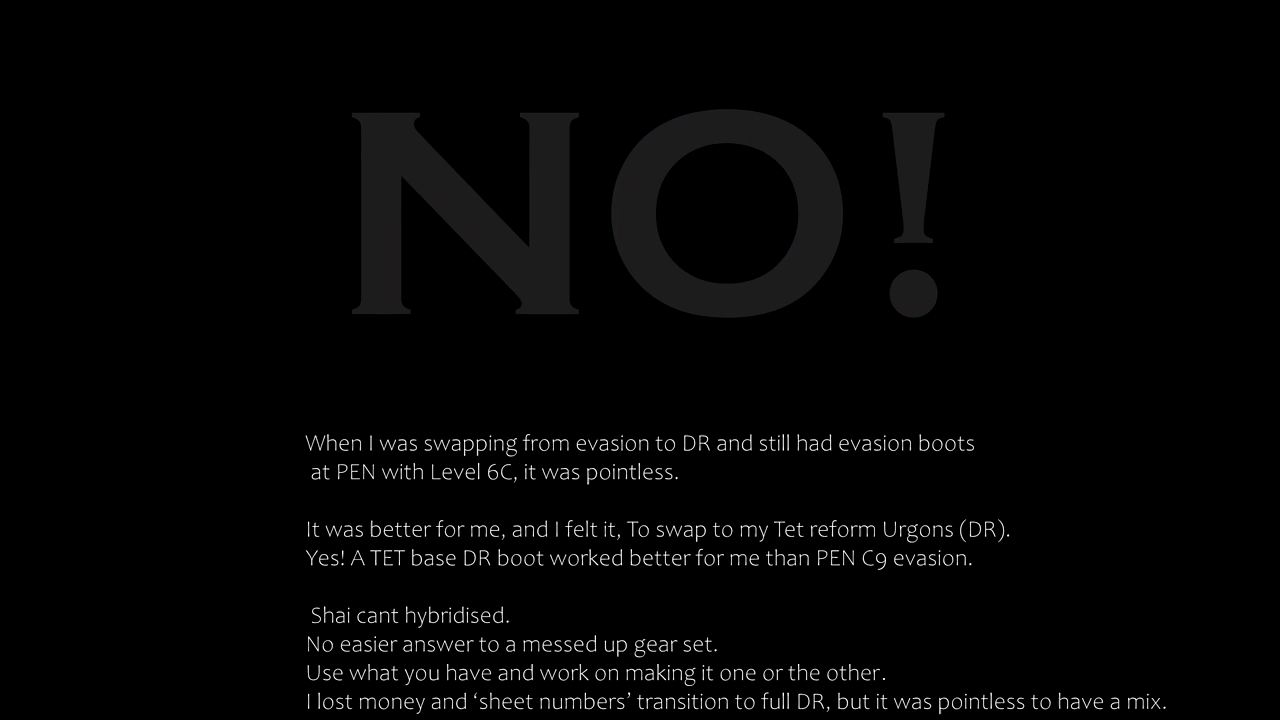 NO!
When I was swapping from evasion to DR and still had evasion boots
at PEN with Level 6C, it was pointless.
It was better for me, and I felt it, To swap to my Tet reform Urgons (DR).
Yes! A TET base DR boot worked better for me than PEN C9 evasion.
Shai cant hybridised.
No easier answer to a messed up gear set.
Use what you have and work on making it one or the other.
I lost money and ‘sheet numbers’ transition to full DR, but it was pointless to have a mix.